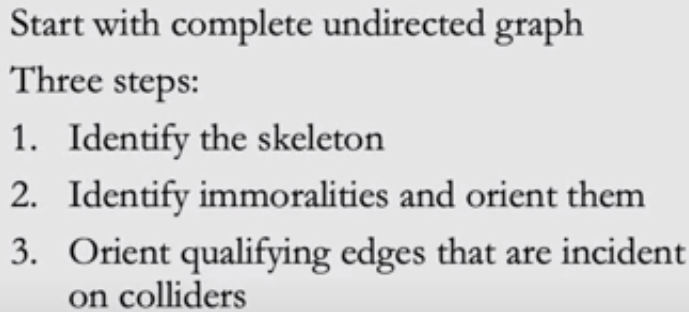 Start with complete undirected graph
Three steps:
1. Identify the skeleton
2. Identify immoralities and orient them
3. Orient qualifying edges that are incident
on colliders